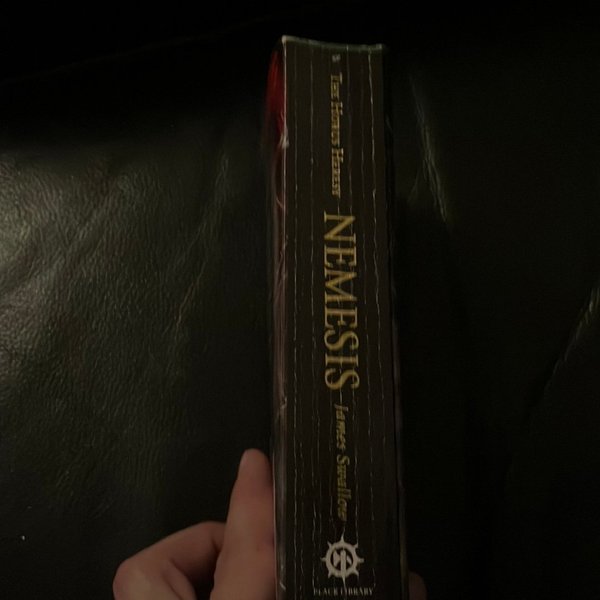 The Horus Heresy
NEMESIS
James Swallow
BLACK LIBRARY